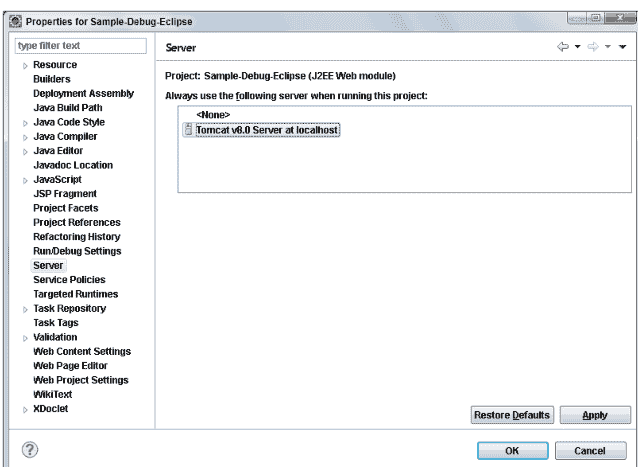 Properties for Sample-Debug-Eclipse
type filter text
Resource
Builders
Deployment Assembly
Java Build Path
Java Code Style
Java Compiler
Java Editor
Javadoc Location
JavaScript
JSP Fragment
Project Facets
Project References
Refactoring History
Run/Debug Settings
Server
Service Policies
Targeted Runtimes
Task Repository
Task Tags
Validation
Web Content Settings
Web Page Editor
Web Project Settings
WikiText
XDoclet
Server
Project: Sample-Debug-Eclipse (J2EE Web module)
Always use the following server when running this project:
<None>
Tomcat v8.0 Server at localhost
Restore Defaults
Apply
OK
Cancel